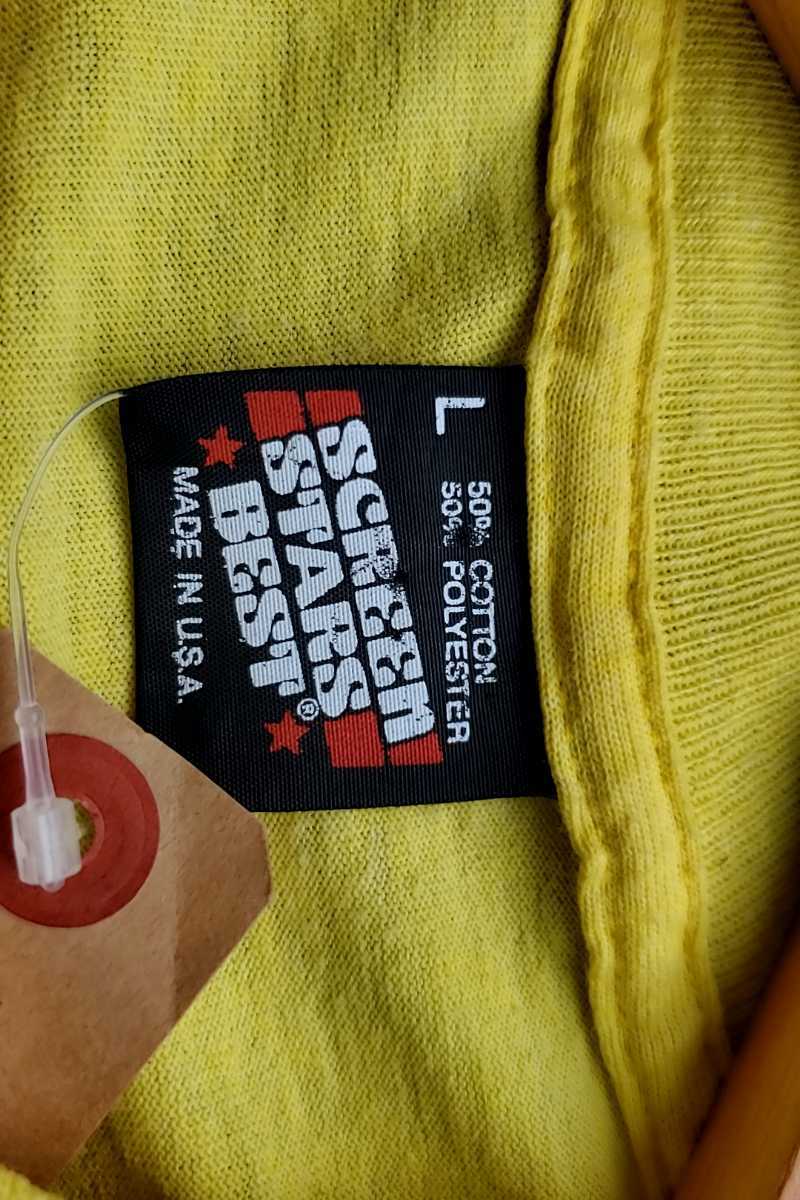 L
50% COTTON
50% POLYESTER
SCREEN
STARS
BEST®
MADE IN U.S.A.